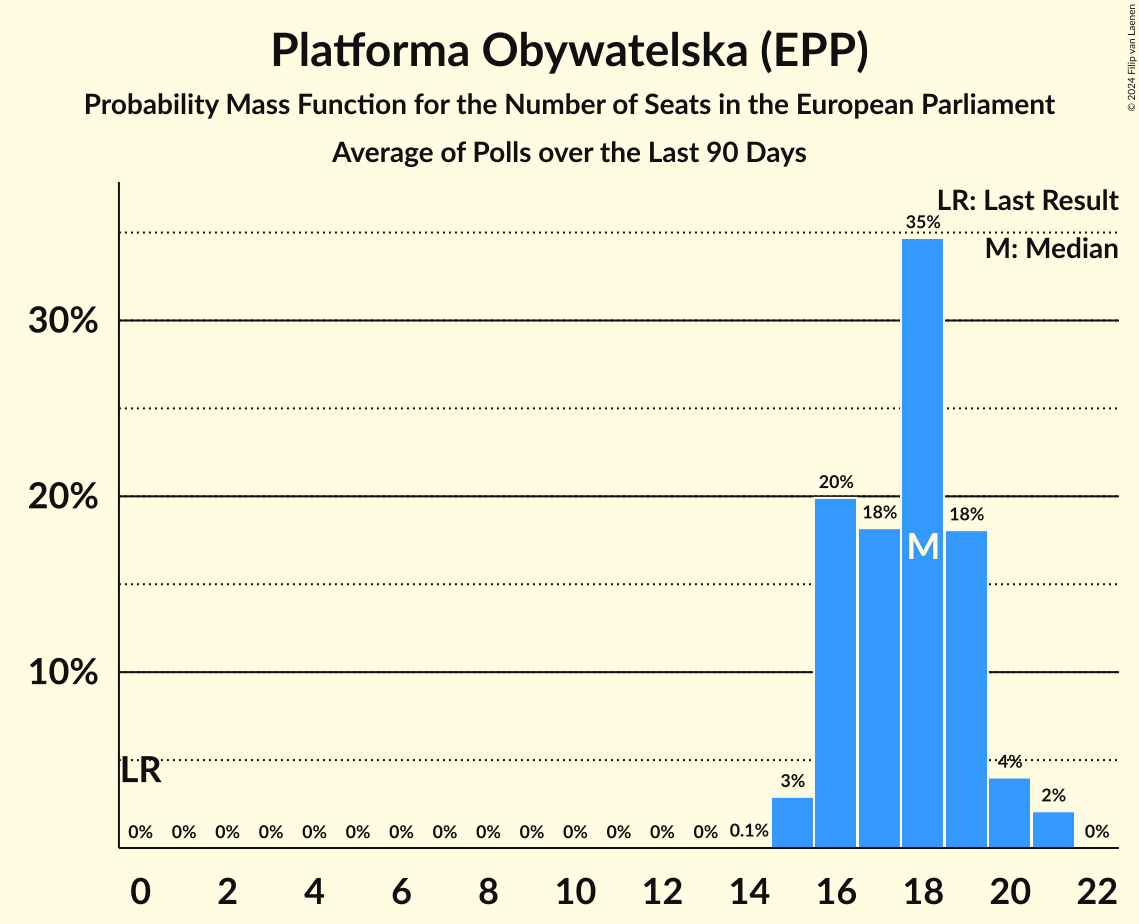 Platforma Obywatelska (EPP)
Probability Mass Function for the Number of Seats in the European Parliament
Average of Polls over the Last 90 Days
© 2024 Filip van Laenen
LR: Last Result
M: Median
30%
20%
10%
35%
20%
18%
M
18%
LR
3%
4%
2%
0% 0% 0% 0% 0% 0% 0% 0% 0% 0% 0% 0% 0% 0% 0.1% 0%
0 2 4 6 8 10 12 14 16 18 20 22